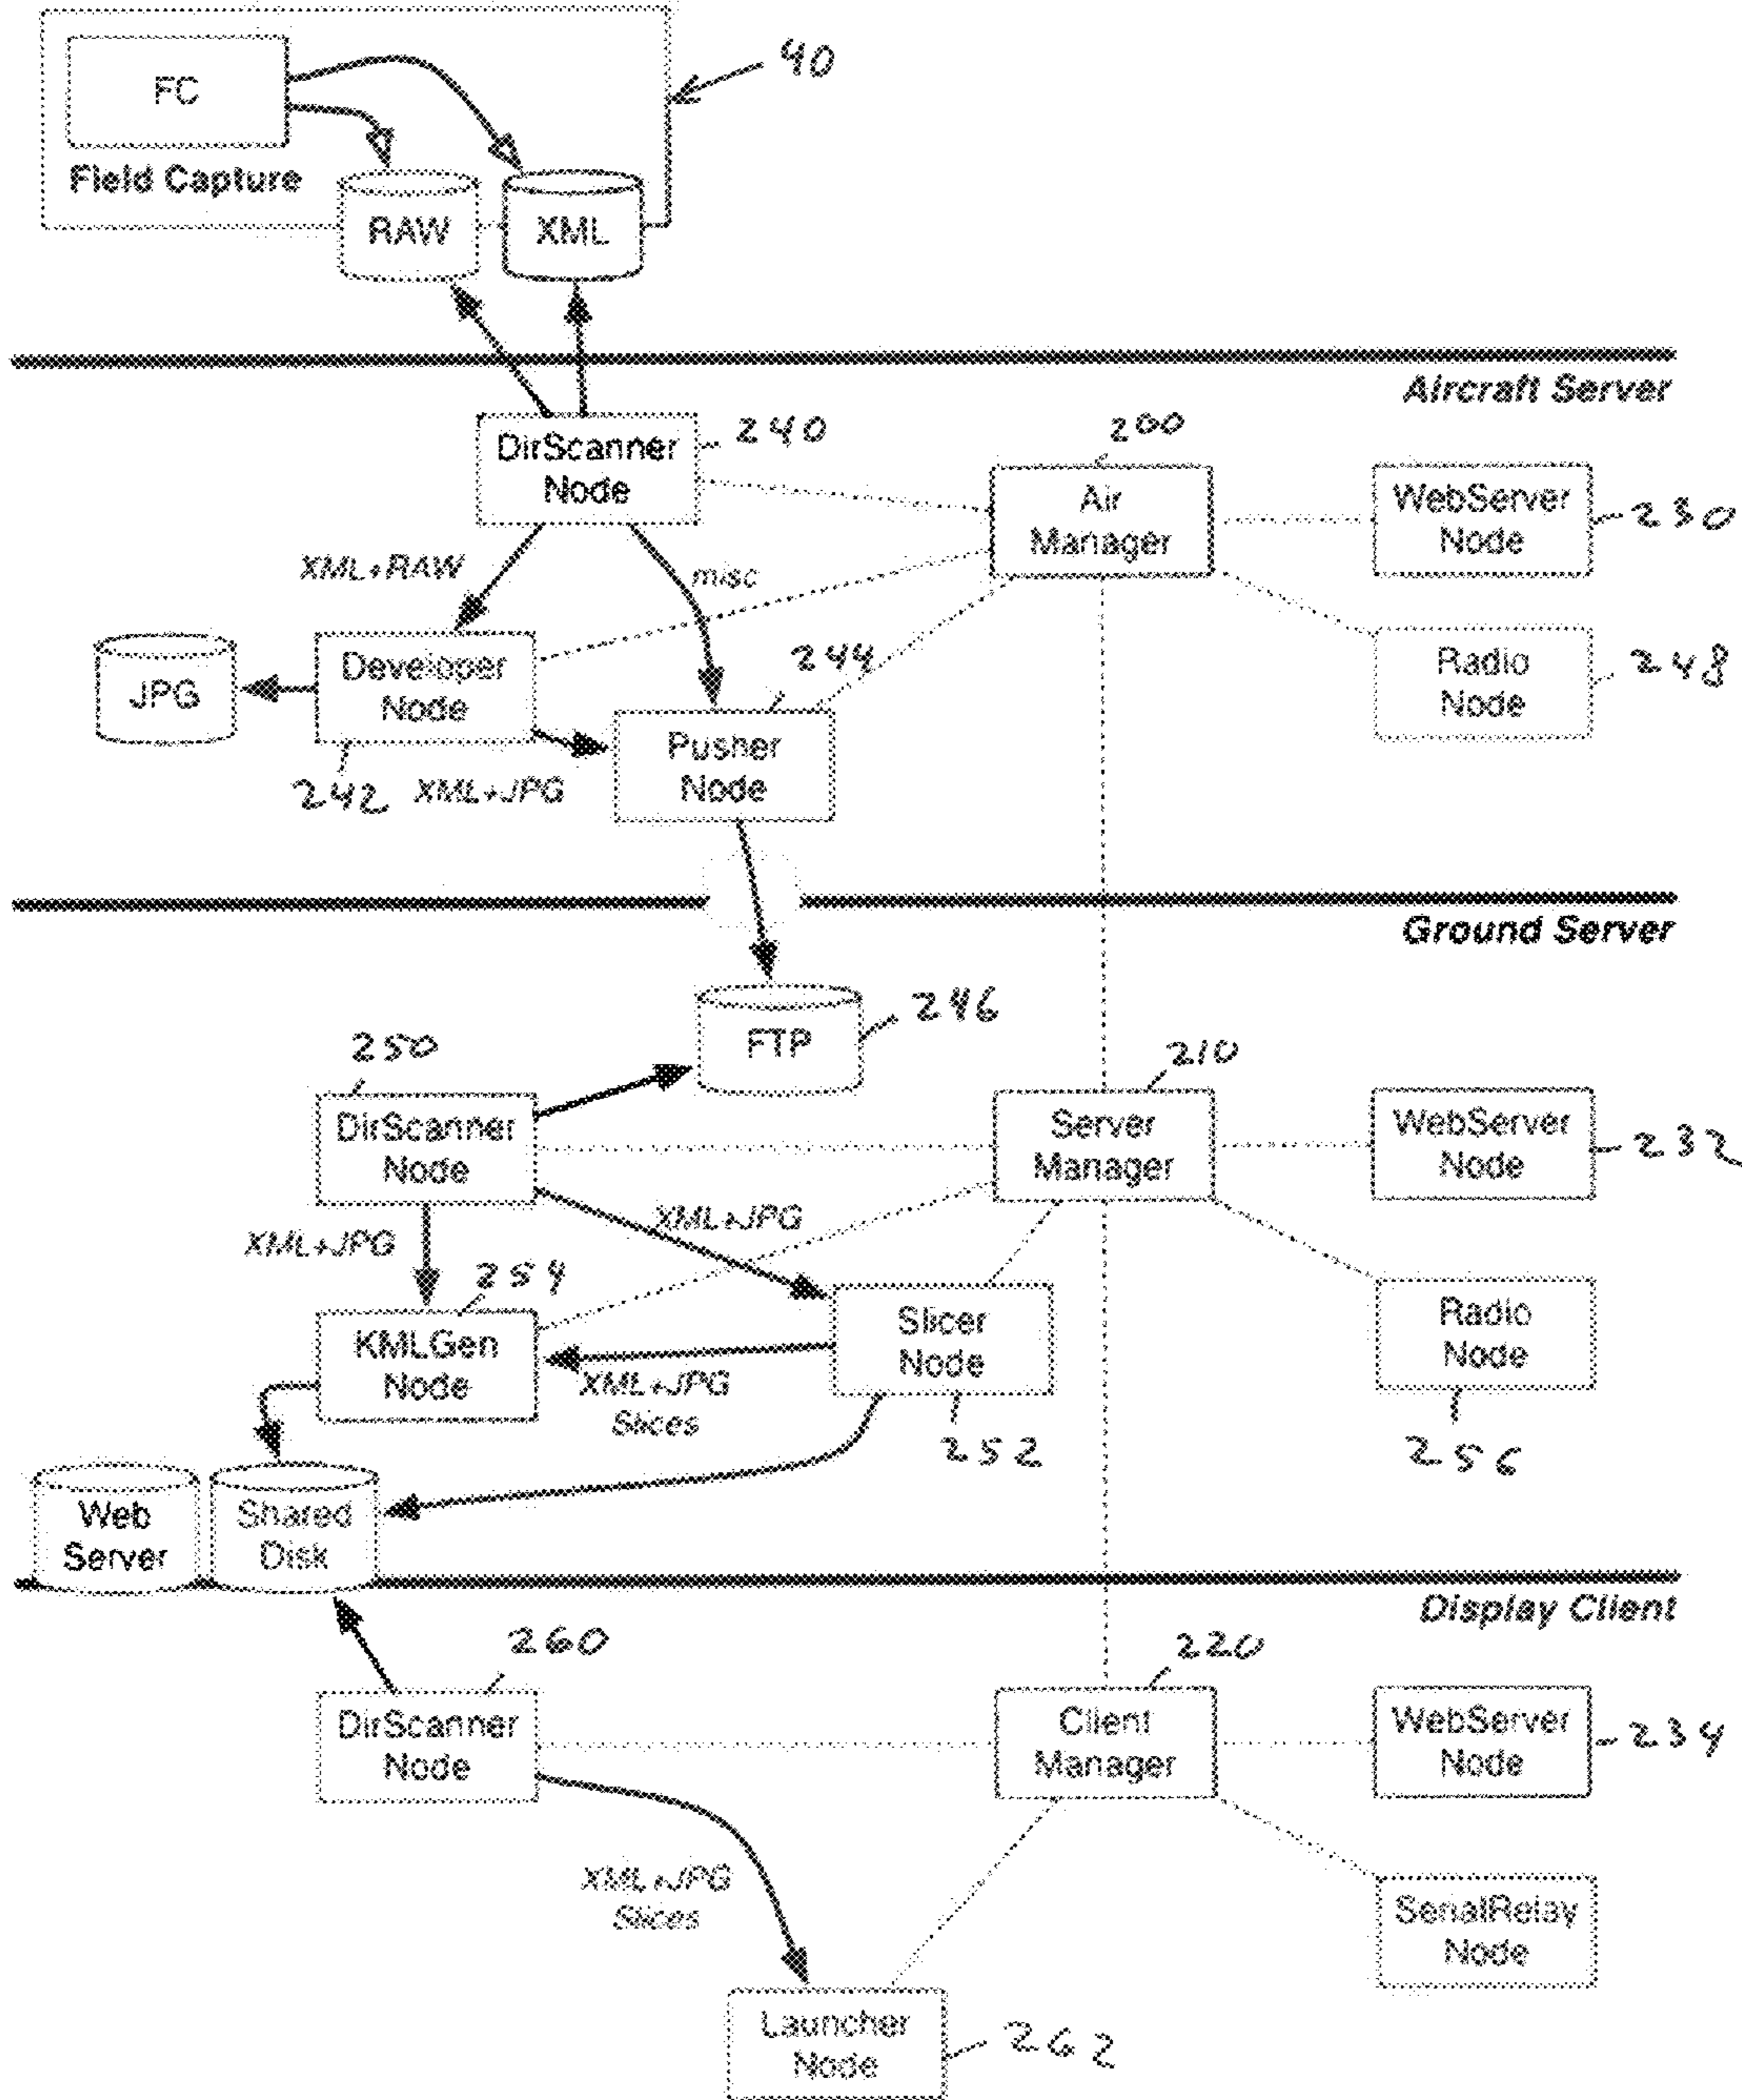 40
FC
Field Capture
RAW
XML
Aircraft Server
DirScanner
Node
240
200
Air
Manager
WebServer
Node
230
XML+RAW
misc
JPG
Developer
Node
244
Radio
Node
248
Pusher
Node
242
XML+JPG
Ground Server
246
FTP
250
210
DirScanner
Node
Server
Manager
WebServer
Node
232
XML+JPG
XML+JPG
254
KMLGen
Node
Slicer
Node
Radio
Node
XML+JPG
Slices
252
256
Web
Server
Shared
Disk
Display Client
260
220
DirScanner
Node
Client
Manager
WebServer
Node
234
XML+JPG
Slices
SerialRelay
Node
Launcher
Node
262